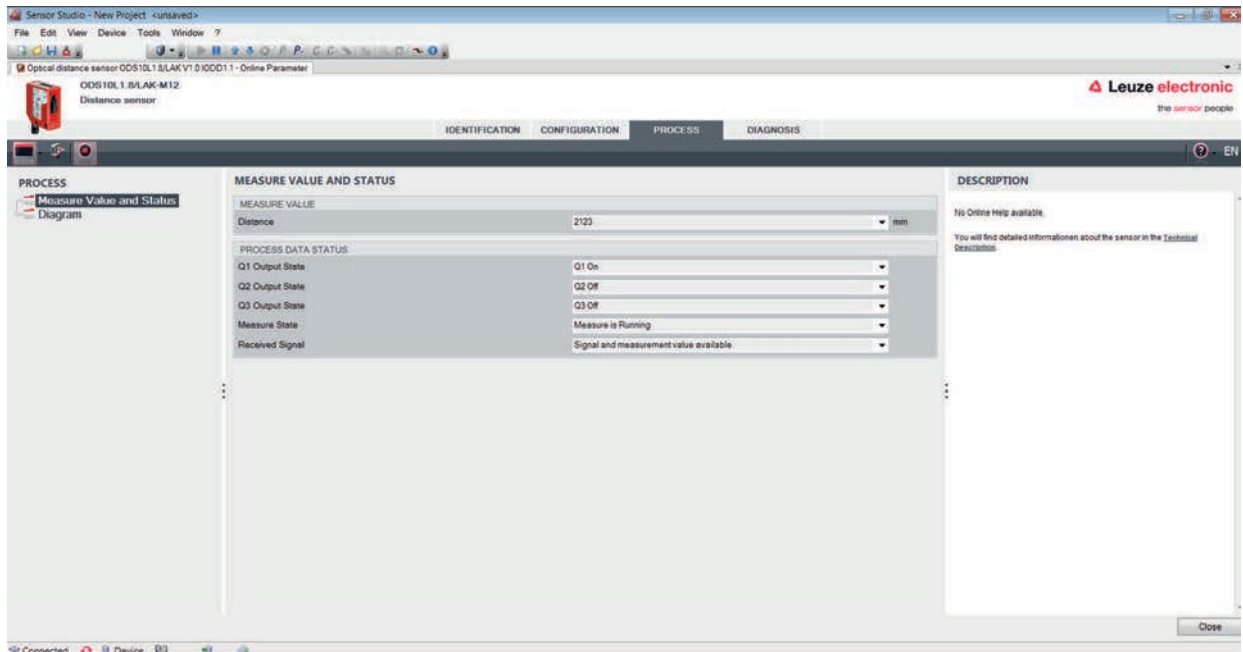 Sensor Studio - New Project <unsaved>
File Edit View Device Tools Window ?
Optical distance sensor ODS10L1.8/LAK V1.0 IODD1.1 - Online Parameter
ODS10L1.8/LAK-M12
Distance sensor
Leuze electronic
the sensor people
IDENTIFICATION CONFIGURATION PROCESS DIAGNOSIS
EN
PROCESS
Measure Value and Status
Diagram
MEASURE VALUE AND STATUS
MEASURE VALUE
Distance 2123 mm
PROCESS DATA STATUS
Q1 Output State Q1 On
Q2 Output State Q2 Off
Q3 Output State Q3 Off
Measure State Measure is Running
Received Signal Signal and measurement value available
DESCRIPTION
No Online Help available.
You will find detailed informationen about the sensor in the Technical
Description.
Close
Connected Device